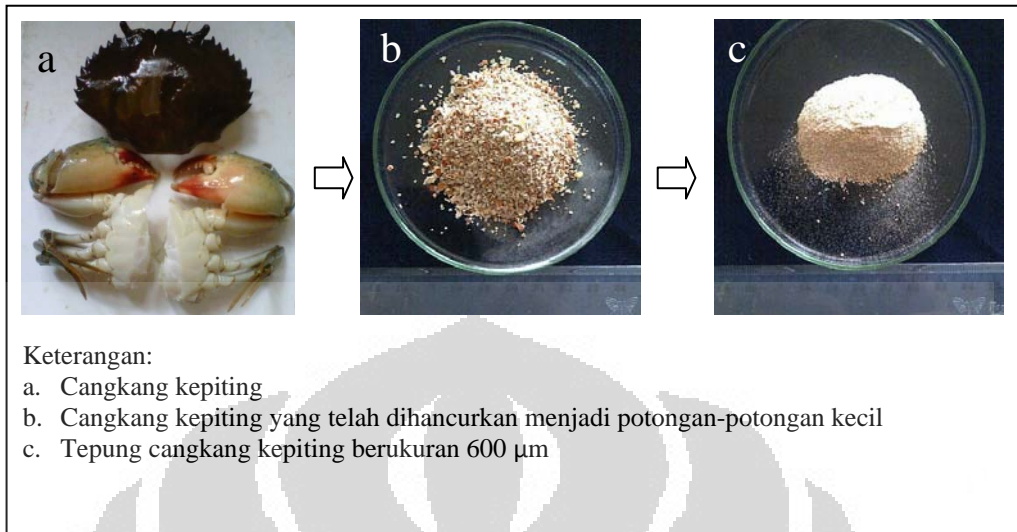 a
b
c
Keterangan:
a. Cangkang kepiting
b. Cangkang kepiting yang telah dihancurkan menjadi potongan-potongan kecil
c. Tepung cangkang kepiting berukuran 600 μm